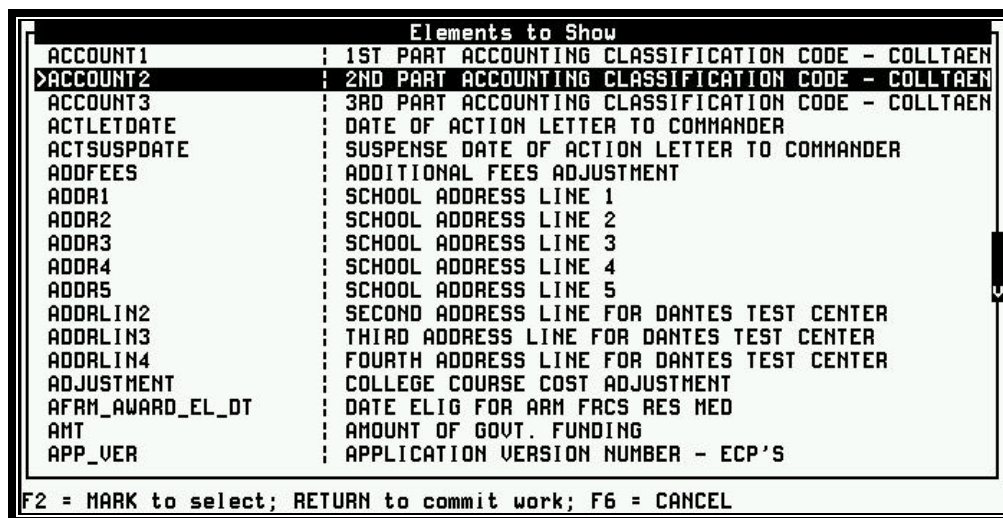 Elements to Show
ACCOUNT1 ¦ 1ST PART ACCOUNTING CLASSIFICATION CODE - COLLTAEN
>ACCOUNT2 ¦ 2ND PART ACCOUNTING CLASSIFICATION CODE - COLLTAEN
ACCOUNT3 ¦ 3RD PART ACCOUNTING CLASSIFICATION CODE - COLLTAEN
ACTLETDATE ¦ DATE OF ACTION LETTER TO COMMANDER
ACTSUSPDATE ¦ SUSPENSE DATE OF ACTION LETTER TO COMMANDER
ADDFEES ¦ ADDITIONAL FEES ADJUSTMENT
ADDR1 ¦ SCHOOL ADDRESS LINE 1
ADDR2 ¦ SCHOOL ADDRESS LINE 2
ADDR3 ¦ SCHOOL ADDRESS LINE 3
ADDR4 ¦ SCHOOL ADDRESS LINE 4
ADDR5 ¦ SCHOOL ADDRESS LINE 5
ADDRLIN2 ¦ SECOND ADDRESS LINE FOR DANTES TEST CENTER
ADDRLIN3 ¦ THIRD ADDRESS LINE FOR DANTES TEST CENTER
ADDRLIN4 ¦ FOURTH ADDRESS LINE FOR DANTES TEST CENTER
ADJUSTMENT ¦ COLLEGE COURSE COST ADJUSTMENT
AFRM_AWARD_EL_DT ¦ DATE ELIG FOR ARM FRCS RES MED
AMT ¦ AMOUNT OF GOVT. FUNDING
APP_VER ¦ APPLICATION VERSION NUMBER - ECP'S
F2 = MARK to select; RETURN to commit work; F6 = CANCEL